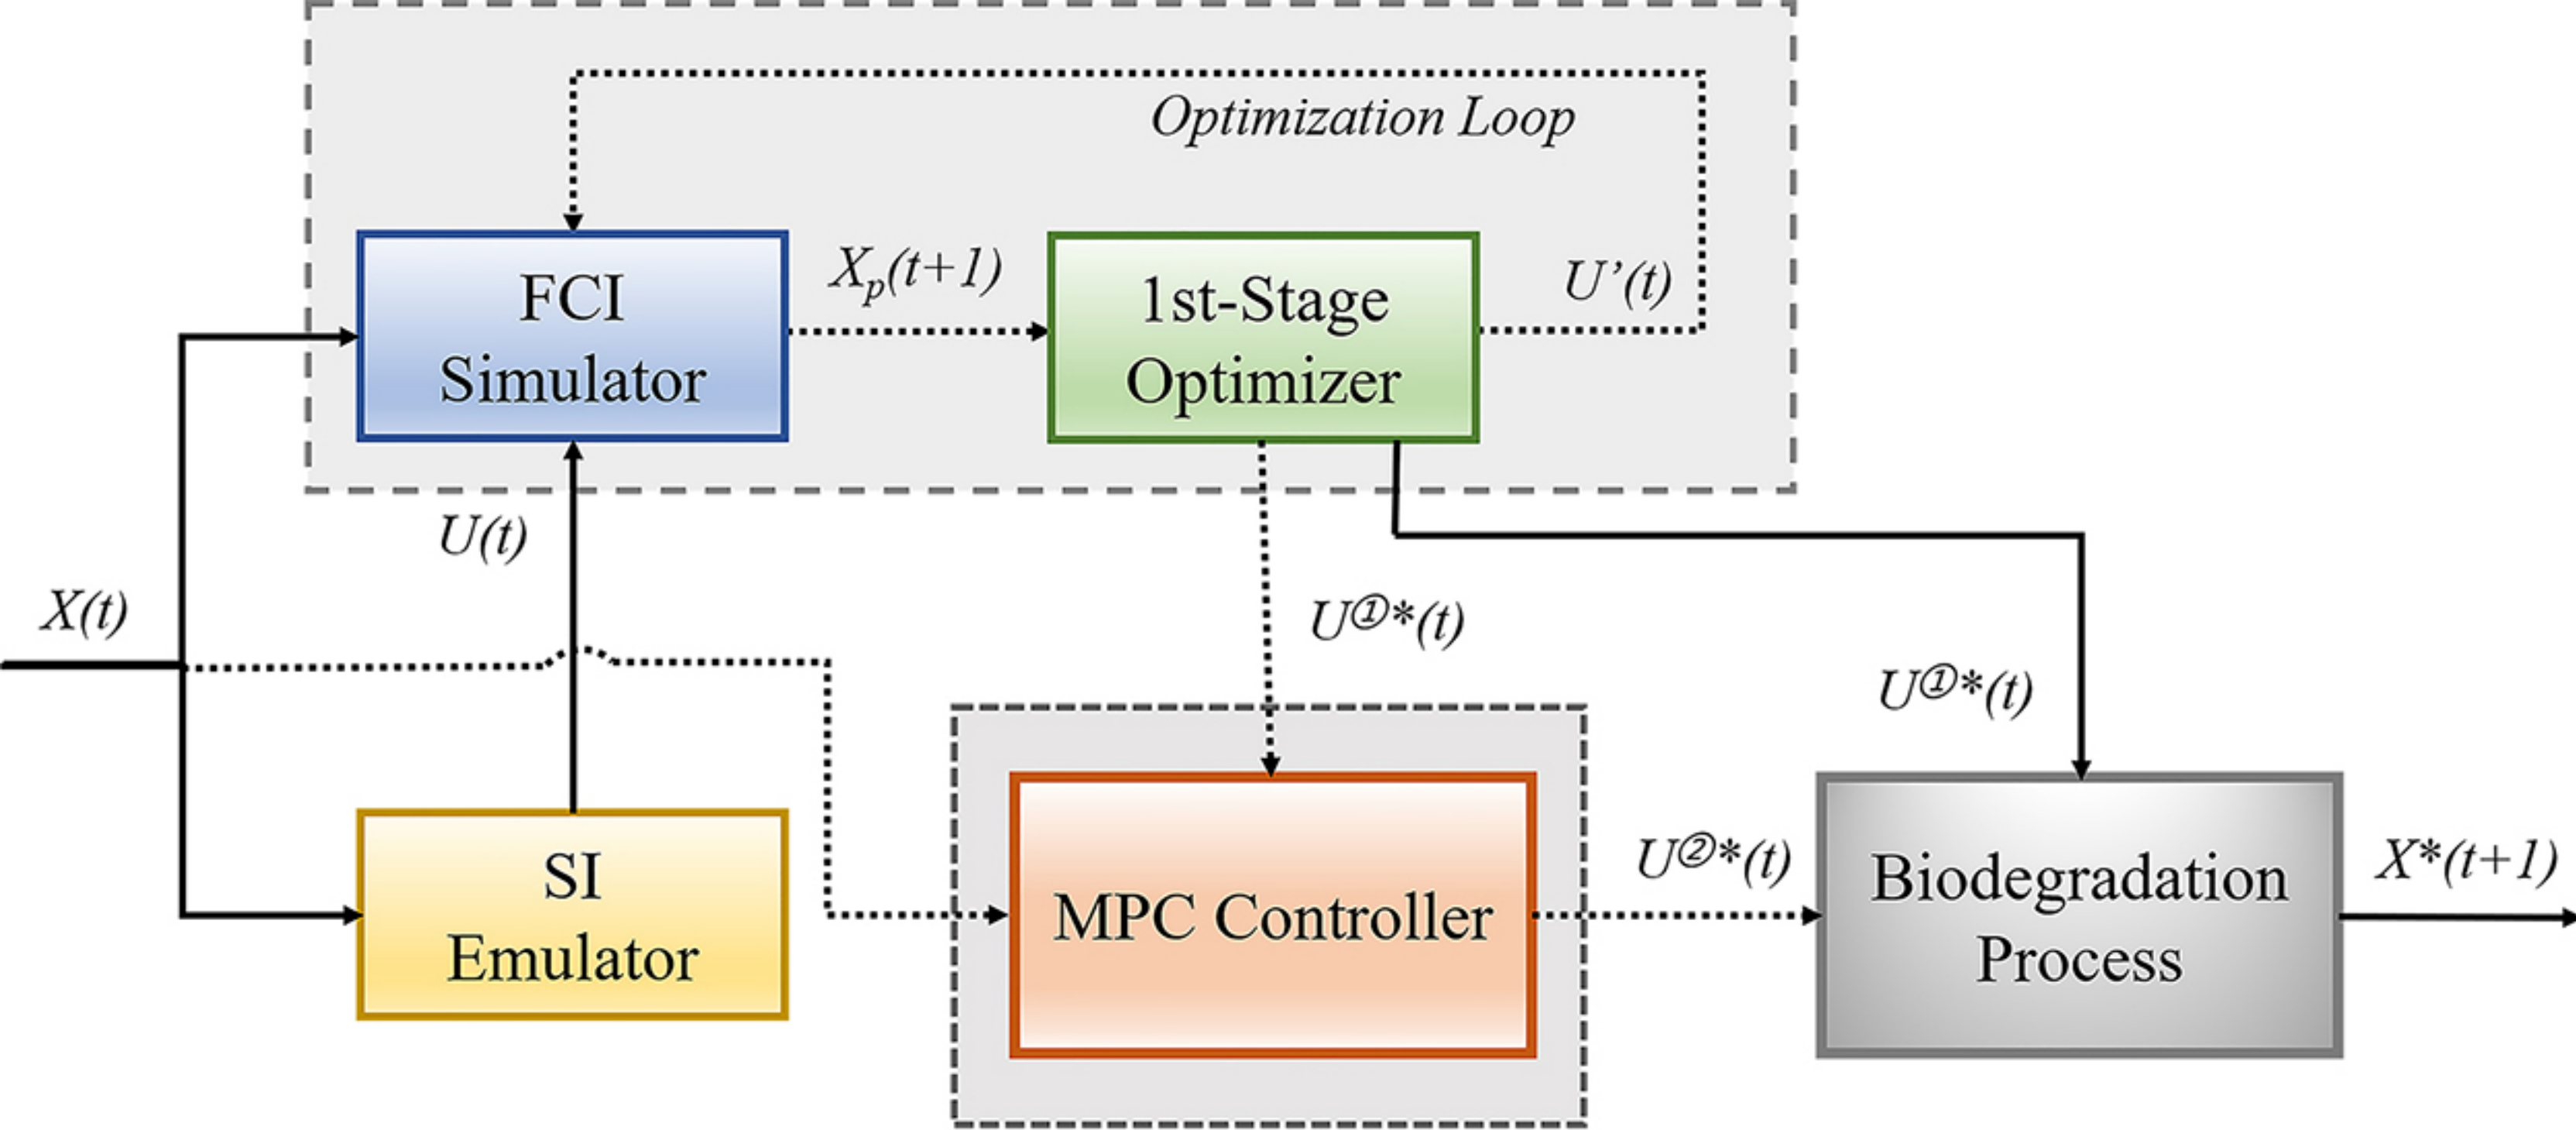 Optimization Loop
FCI
Simulator
Xp(t+1)
1st-Stage
Optimizer
U’(t)
U(t)
X(t)
U①*(t)
U①*(t)
SI
Emulator
MPC Controller
U②*(t)
Biodegradation
Process
X*(t+1)